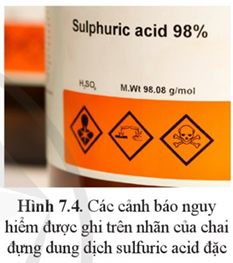 Sulphuric acid 98%
H₂SO₄ M.Wt 98.08 g/mol
Hình 7.4. Các cảnh báo nguy
hiểm được ghi trên nhãn của chai
đựng dung dịch sulfuric acid đặc